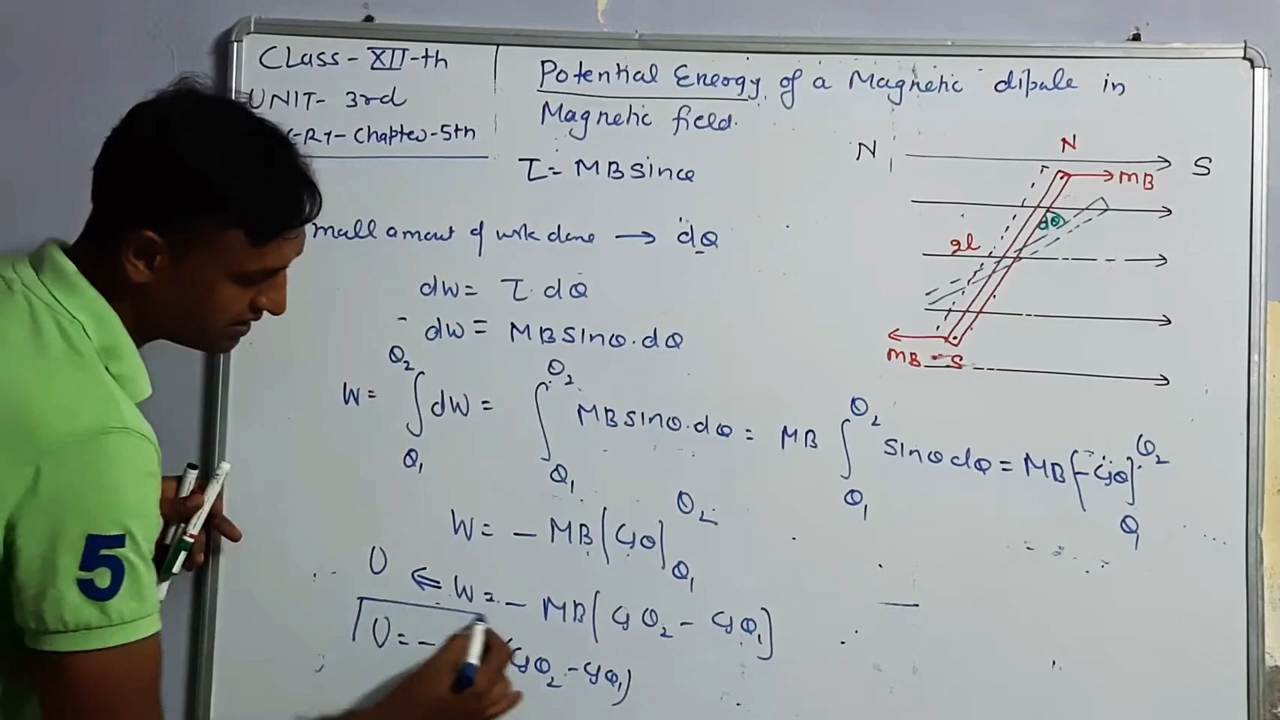 CLass - XII-th
UNIT - 3rd
-RT - Chapter - 5th
Potential Energy of a Magnetic dipole in
Magnetic field.
τ = MB sinθ
mall amount of work done → dθ
dW = τ. dθ
dW = MB sinθ. dθ
W = ∫θ₁^θ₂ dW = ∫θ₁^θ₂ MB sinθ. dθ = MB ∫θ₁^θ₂ sinθ dθ = MB [-cosθ]θ₁^θ₂
W = - MB [cosθ]θ₁^θ₂
U ⇐ W = - MB [cosθ₂ - cosθ₁]
U = - (cosθ₂ - cosθ₁)
N
N
S
mB
dθ
2l
mB
S
5